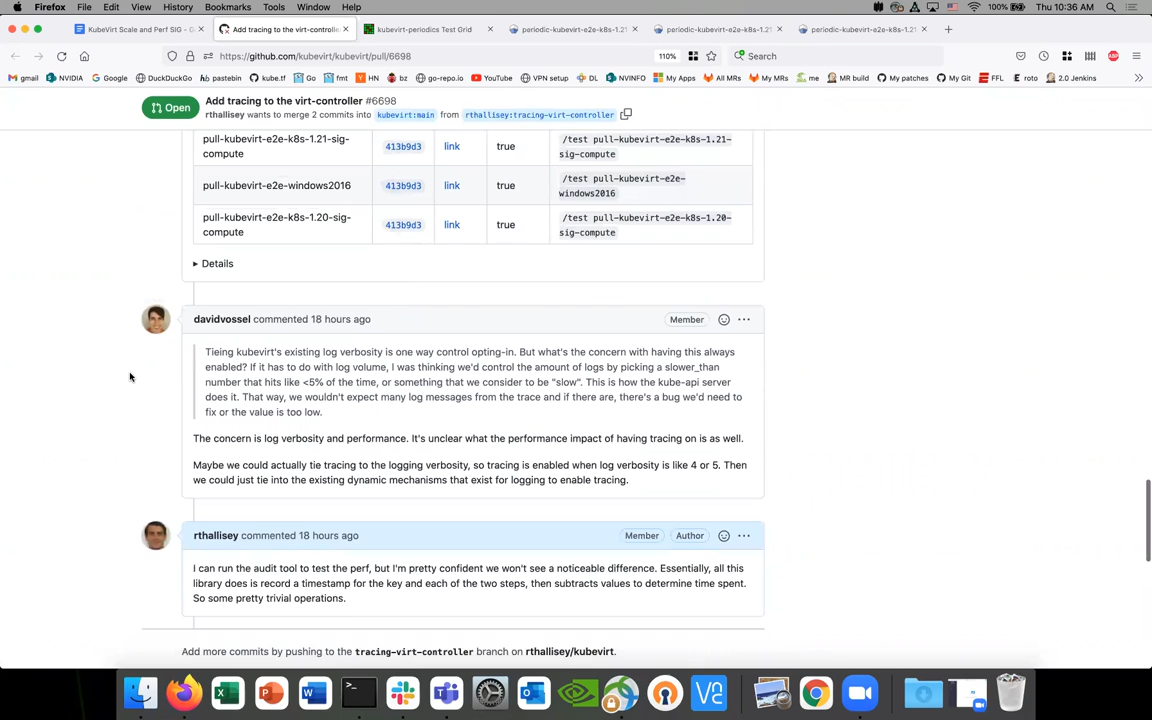 Firefox File Edit View History Bookmarks Tools Window Help 100% Thu 10:36 AM
KubeVirt Scale and Perf SIG - G Add tracing to the virt-controlle kubevirt-periodics Test Grid periodic-kubevirt-e2e-k8s-1.21 periodic-kubevirt-e2e-k8s-1.21 periodic-kubevirt-e2e-k8s-1.21
https://github.com/kubevirt/kubevirt/pull/6698 110% Search
gmail NVIDIA Google DuckDuckGo pastebin kube.tf Go fmt HN bz go-repo.io YouTube VPN setup DL NVINFO My Apps All MRs My MRs me MR build My patches My Git FFL roto 2.0 Jenkins
Open
Add tracing to the virt-controller #6698
rthallisey wants to merge 2 commits into kubevirt:main from rthallisey:tracing-virt-controller
pull-kubevirt-e2e-k8s-1.21-sig-compute 413b9d3 link true /test pull-kubevirt-e2e-k8s-1.21-sig-compute
pull-kubevirt-e2e-windows2016 413b9d3 link true /test pull-kubevirt-e2e-windows2016
pull-kubevirt-e2e-k8s-1.20-sig-compute 413b9d3 link true /test pull-kubevirt-e2e-k8s-1.20-sig-compute
Details
davidvossel commented 18 hours ago Member
Tieing kubevirt's existing log verbosity is one way control opting-in. But what's the concern with having this always
enabled? If it has to do with log volume, I was thinking we'd control the amount of logs by picking a slower_than
number that hits like <5% of the time, or something that we consider to be "slow". This is how the kube-api server
does it. That way, we wouldn't expect many log messages from the trace and if there are, there's a bug we'd need to
fix or the value is too low.
The concern is log verbosity and performance. It's unclear what the performance impact of having tracing on is as well.
Maybe we could actually tie tracing to the logging verbosity, so tracing is enabled when log verbosity is like 4 or 5. Then
we could just tie into the existing dynamic mechanisms that exist for logging to enable tracing.
rthallisey commented 18 hours ago Member Author
I can run the audit tool to test the perf, but I'm pretty confident we won't see a noticeable difference. Essentially, all this
library does is record a timestamp for the key and each of the two steps, then subtracts values to determine time spent.
So some pretty trivial operations.
Add more commits by pushing to the tracing-virt-controller branch on rthallisey/kubevirt.